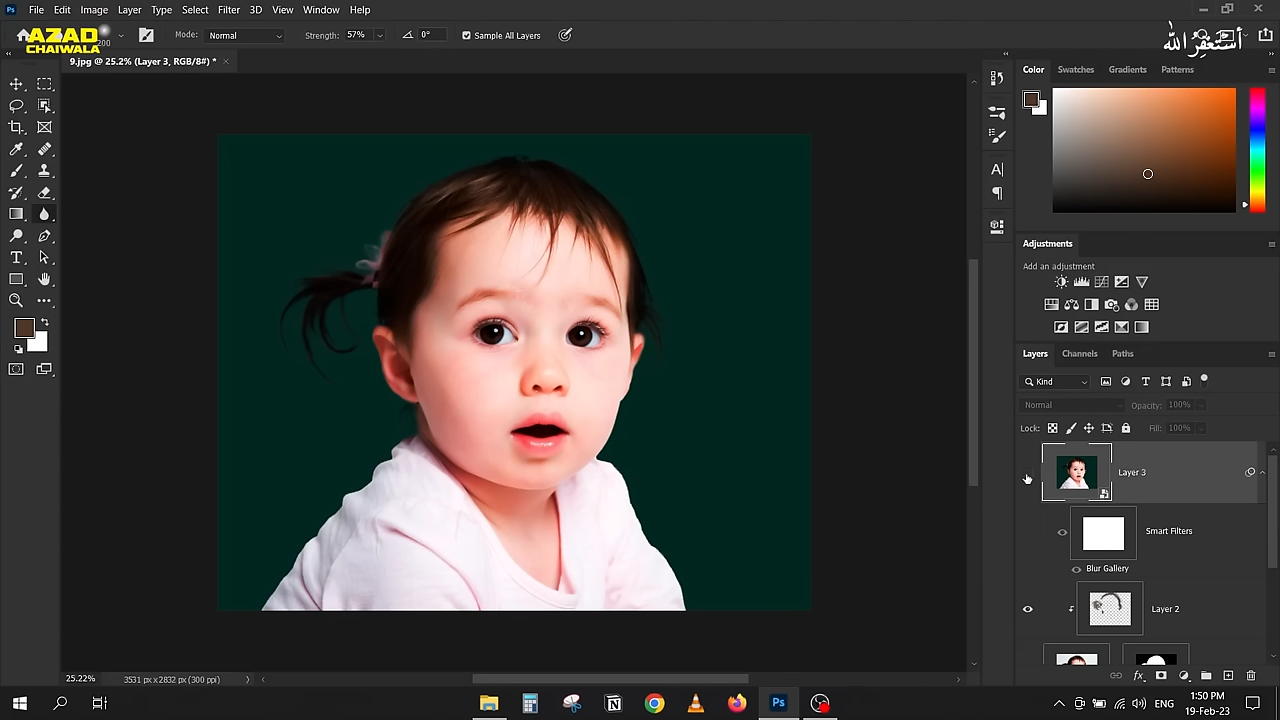 Ps File Edit Image Layer Type Select Filter 3D View Window Help
AZAD
CHAIWALA
200 Mode: Normal Strength: 57% 0° Sample All Layers
أستغفر الله
9.jpg @ 25.2% (Layer 3, RGB/8#) * ×
Color Swatches Gradients Patterns
Adjustments
Add an adjustment
Layers Channels Paths
Kind
Normal Opacity: 100%
Lock: Fill: 100%
Layer 3
Smart Filters
Blur Gallery
Layer 2
25.22% 3531 px x 2832 px (300 ppi)
Ps
ENG
1:50 PM
19-Feb-23